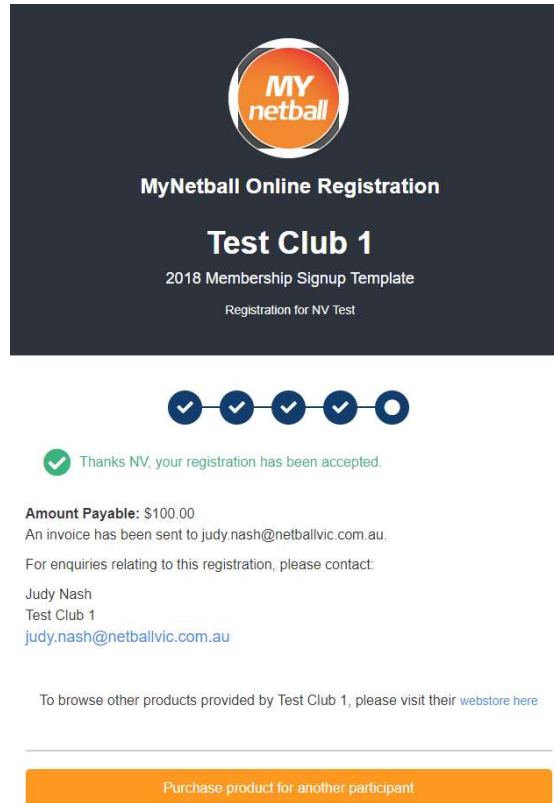 MY
netball
MyNetball Online Registration
Test Club 1
2018 Membership Signup Template
Registration for NV Test
Thanks NV, your registration has been accepted.
Amount Payable: $100.00
An invoice has been sent to judy.nash@netballvic.com.au.
For enquiries relating to this registration, please contact:
Judy Nash
Test Club 1
judy.nash@netballvic.com.au
To browse other products provided by Test Club 1, please visit their webstore here
Purchase product for another participant